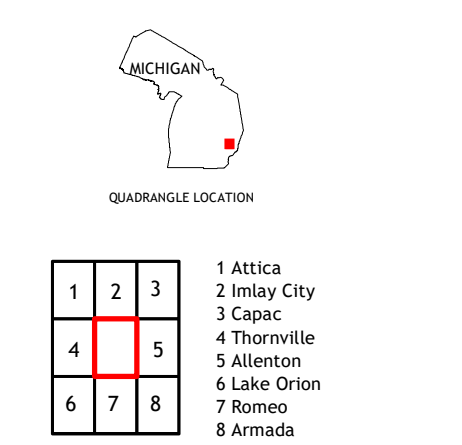 MICHIGAN
QUADRANGLE LOCATION
1 2 3
4 5
6 7 8
1 Attica
2 Imlay City
3 Capac
4 Thornville
5 Allenton
6 Lake Orion
7 Romeo
8 Armada